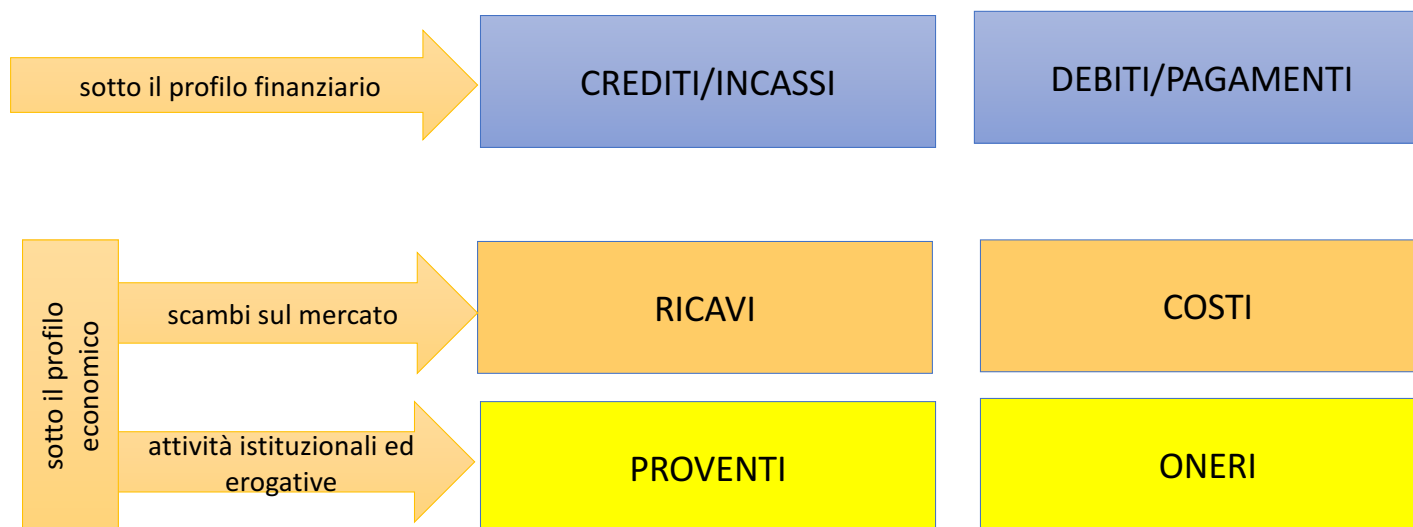 sotto il profilo finanziario
CREDITI/INCASSI
DEBITI/PAGAMENTI
sotto il profilo
economico
scambi sul mercato
RICAVI
COSTI
attività istituzionali ed
erogative
PROVENTI
ONERI